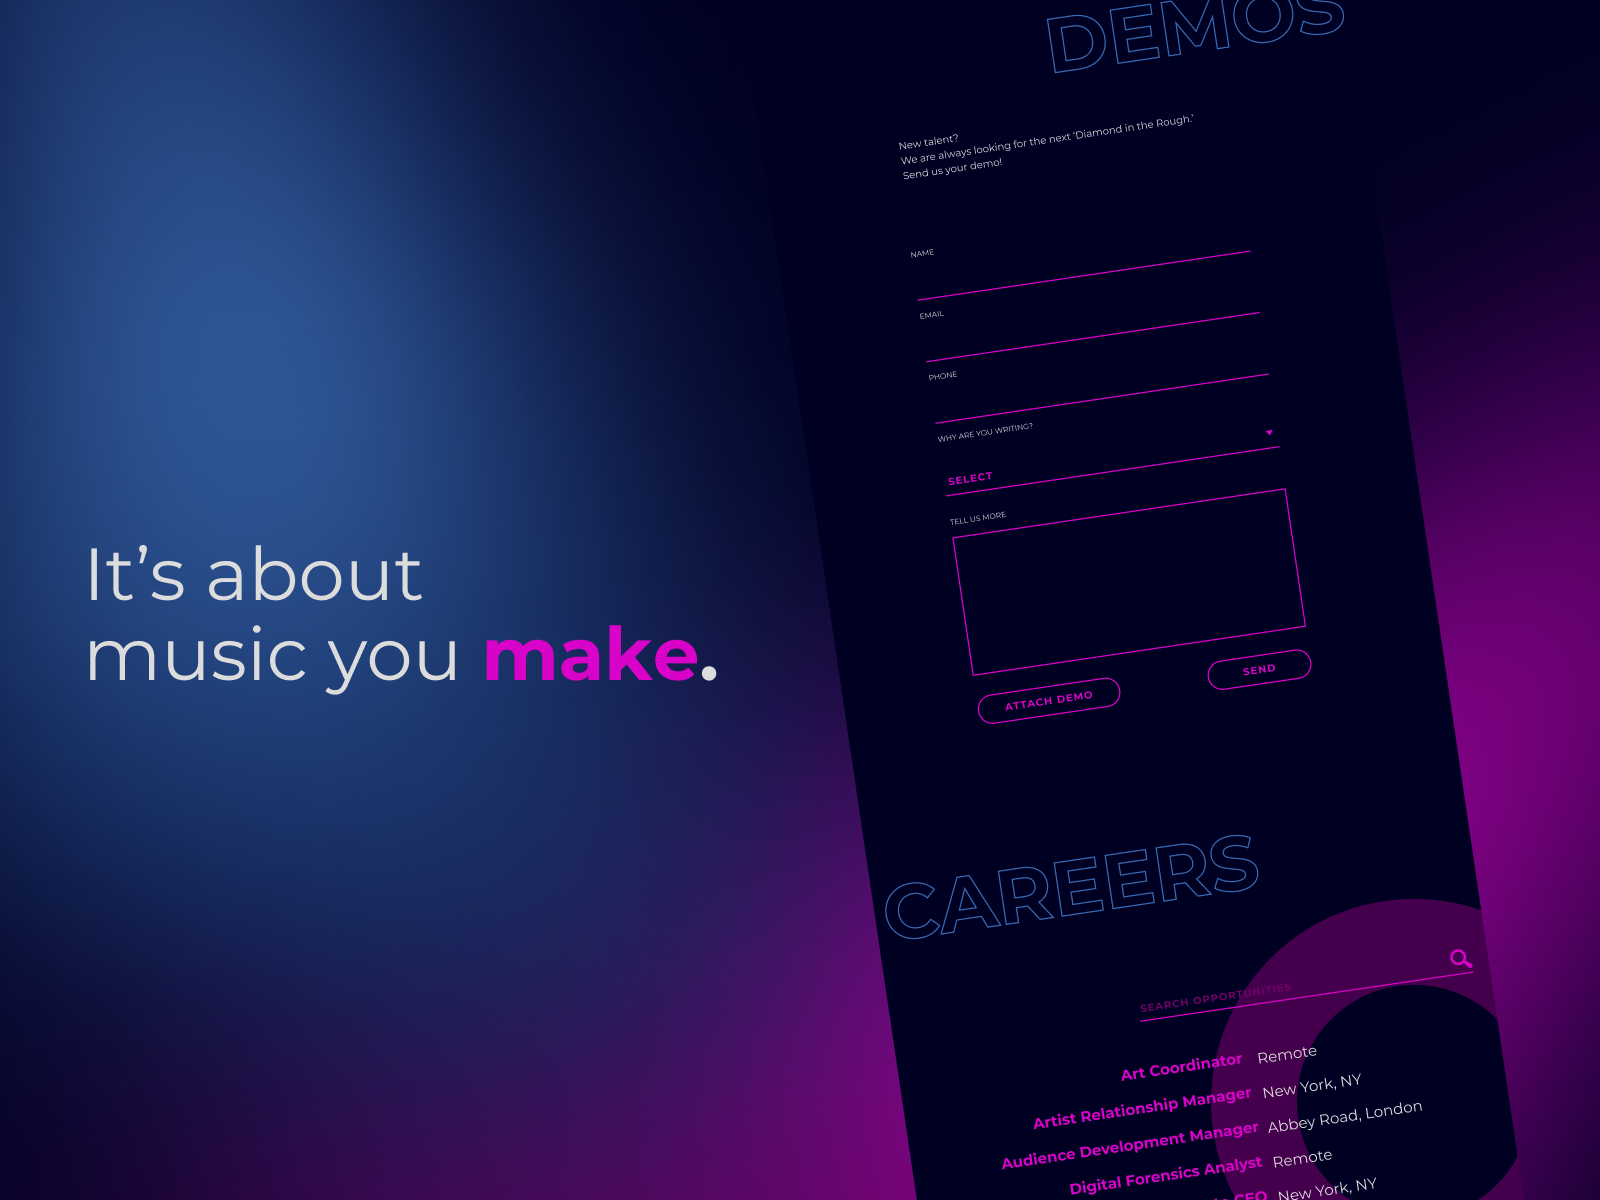 It’s about
music you make.
DEMOS
New talent?
We are always looking for the next ‘Diamond in the Rough.’
Send us your demo!
NAME
EMAIL
PHONE
WHY ARE YOU WRITING?
SELECT
TELL US MORE
ATTACH DEMO
SEND
CAREERS
SEARCH OPPORTUNITIES
Art Coordinator Remote
Artist Relationship Manager New York, NY
Audience Development Manager Abbey Road, London
Digital Forensics Analyst Remote
CEO New York, NY